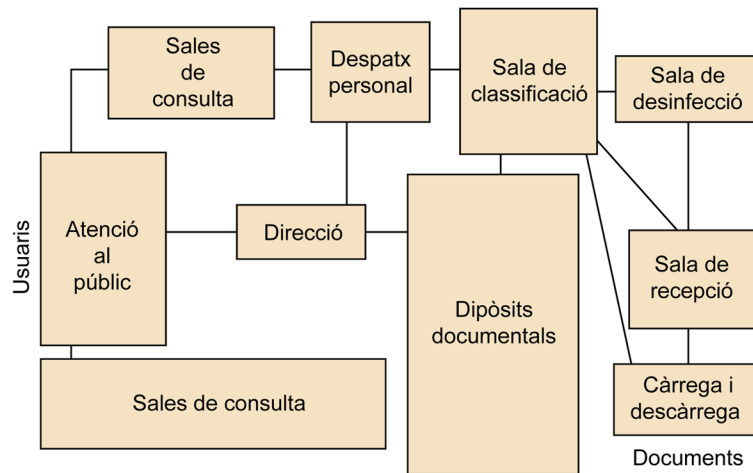 Sales
de
consulta
Despatx
personal
Sala de
classificació
Sala de
desinfecció
Usuaris
Atenció
al
públic
Direcció
Dipòsits
documentals
Sala de
recepció
Sales de consulta
Càrrega i
descàrrega
Documents